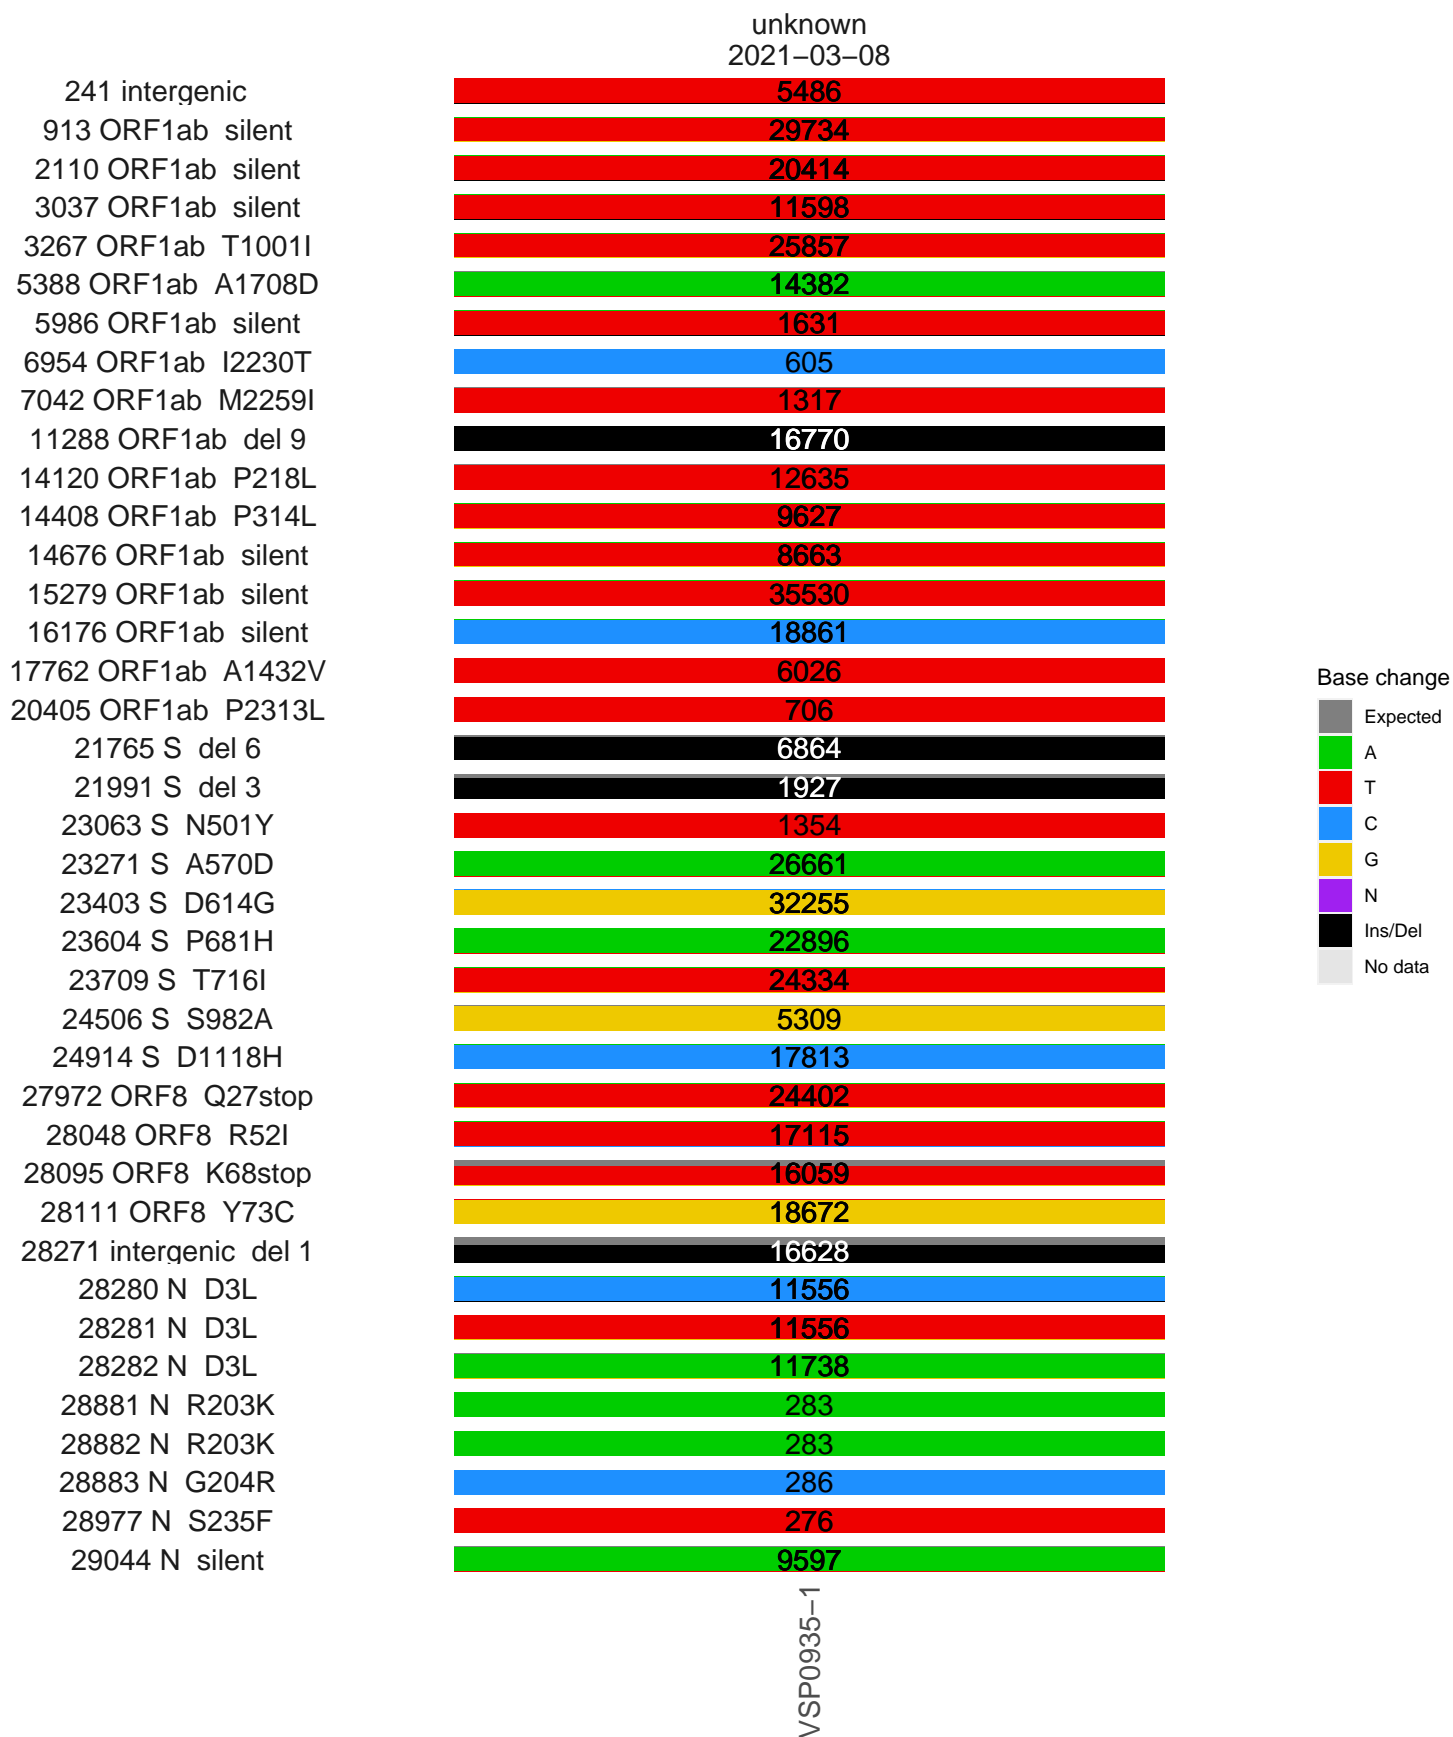 unknown
2021−03−08
241 intergenic 5486
913 ORF1ab silent 29734
2110 ORF1ab silent 20414
3037 ORF1ab silent 11598
3267 ORF1ab T1001I 25857
5388 ORF1ab A1708D 14382
5986 ORF1ab silent 1631
6954 ORF1ab I2230T 605
7042 ORF1ab M2259I 1317
11288 ORF1ab del 9 16770
14120 ORF1ab P218L 12635
14408 ORF1ab P314L 9627
14676 ORF1ab silent 8663
15279 ORF1ab silent 35530
16176 ORF1ab silent 18861
17762 ORF1ab A1432V 6026
20405 ORF1ab P2313L 706
21765 S del 6 6864
21991 S del 3 1927
23063 S N501Y 1354
23271 S A570D 26661
23403 S D614G 32255
23604 S P681H 22896
23709 S T716I 24334
24506 S S982A 5309
24914 S D1118H 17813
27972 ORF8 Q27stop 24402
28048 ORF8 R52I 17115
28095 ORF8 K68stop 16059
28111 ORF8 Y73C 18672
28271 intergenic del 1 16628
28280 N D3L 11556
28281 N D3L 11556
28282 N D3L 11738
28881 N R203K 283
28882 N R203K 283
28883 N G204R 286
28977 N S235F 276
29044 N silent 9597
VSP0935−1
Base change
Expected
A
T
C
G
N
Ins/Del
No data